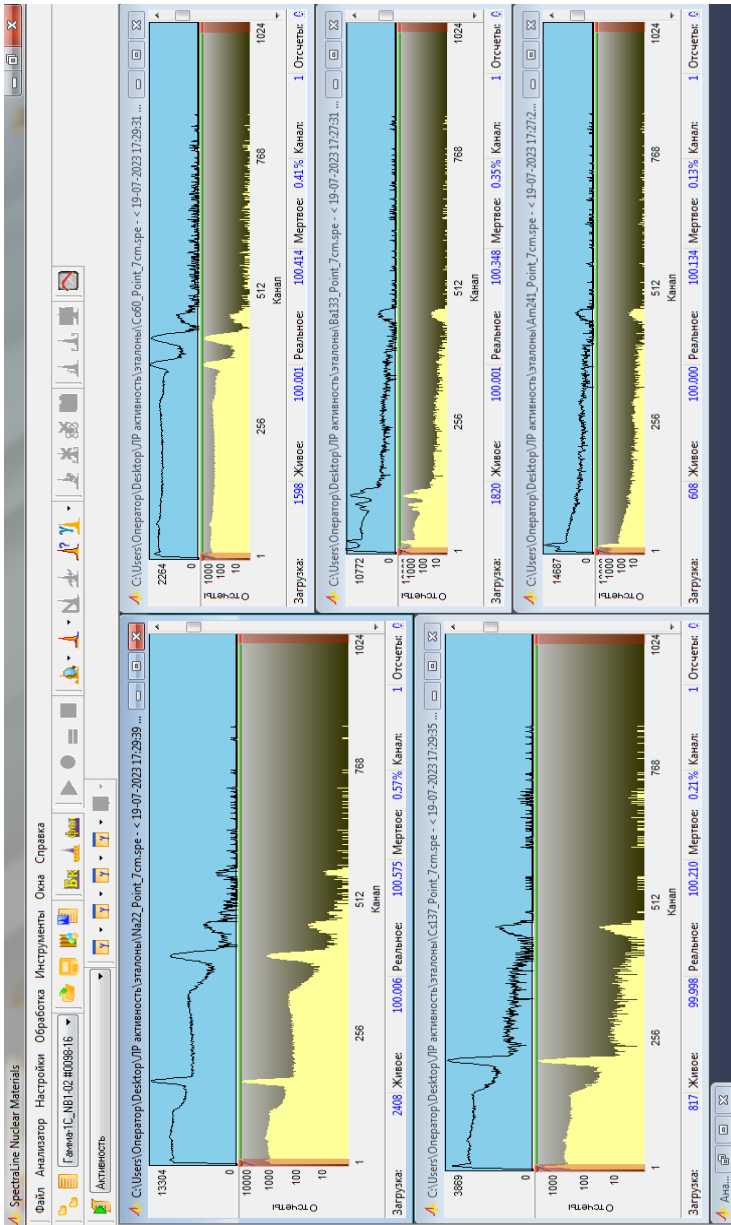 SpectraLine Nuclear Materials
Файл Анализатор Настройки Обработка Инструменты Окна Справка
Гамма-1С_NB1-02 #0098-16
Бк
ФОН
Активность
C:\Users\Оператор\Desktop\ЛР активность\эталоны\Na22_Point_7cm.spe - < 19-07-2023 17:29:39 ...
13304
0
10000
1000
100
10
Отсчеты
1 256 512 768 1024
Канал
Загрузка: 2408 Живое: 100.006 Реальное: 100.575 Мертвое: 0.57% Канал: 1 Отсчеты: 0
C:\Users\Оператор\Desktop\ЛР активность\эталоны\Co60_Point_7cm.spe - < 19-07-2023 17:29:31 ...
2264
0
1000
100
10
Отсчеты
1 256 512 768 1024
Канал
Загрузка: 1598 Живое: 100.001 Реальное: 100.414 Мертвое: 0.41% Канал: 1 Отсчеты: 0
C:\Users\Оператор\Desktop\ЛР активность\эталоны\Ba133_Point_7cm.spe - < 19-07-2023 17:27:31 ...
10772
0
1000
100
10
Отсчеты
1 256 512 768 1024
Канал
Загрузка: 1820 Живое: 100.001 Реальное: 100.348 Мертвое: 0.35% Канал: 1 Отсчеты: 0
C:\Users\Оператор\Desktop\ЛР активность\эталоны\Cs137_Point_7cm.spe - < 19-07-2023 17:29:35 ...
3869
0
1000
100
10
Отсчеты
1 256 512 768 1024
Канал
Загрузка: 817 Живое: 99.998 Реальное: 100.210 Мертвое: 0.21% Канал: 1 Отсчеты: 0
C:\Users\Оператор\Desktop\ЛР активность\эталоны\Am241_Point_7cm.spe - < 19-07-2023 17:27:2...
14687
0
1000
100
10
Отсчеты
1 256 512 768 1024
Канал
Загрузка: 608 Живое: 100.000 Реальное: 100.134 Мертвое: 0.13% Канал: 1 Отсчеты: 0
Ана...